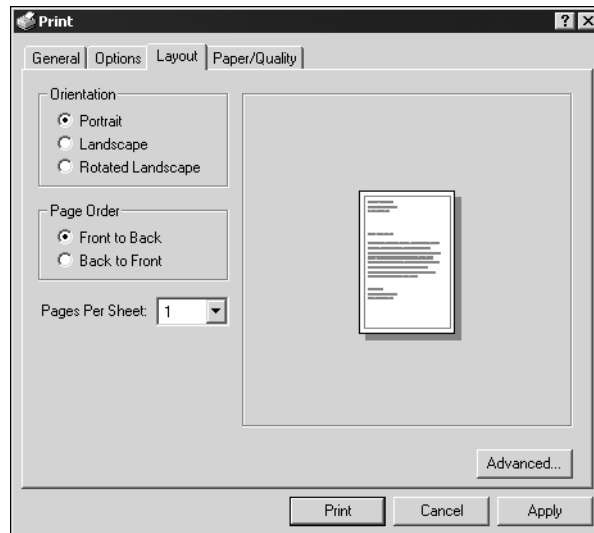 Print
? X
General Options Layout Paper/Quality
Orientation
Portrait
Landscape
Rotated Landscape
Page Order
Front to Back
Back to Front
Pages Per Sheet: 1
Advanced...
Print Cancel Apply